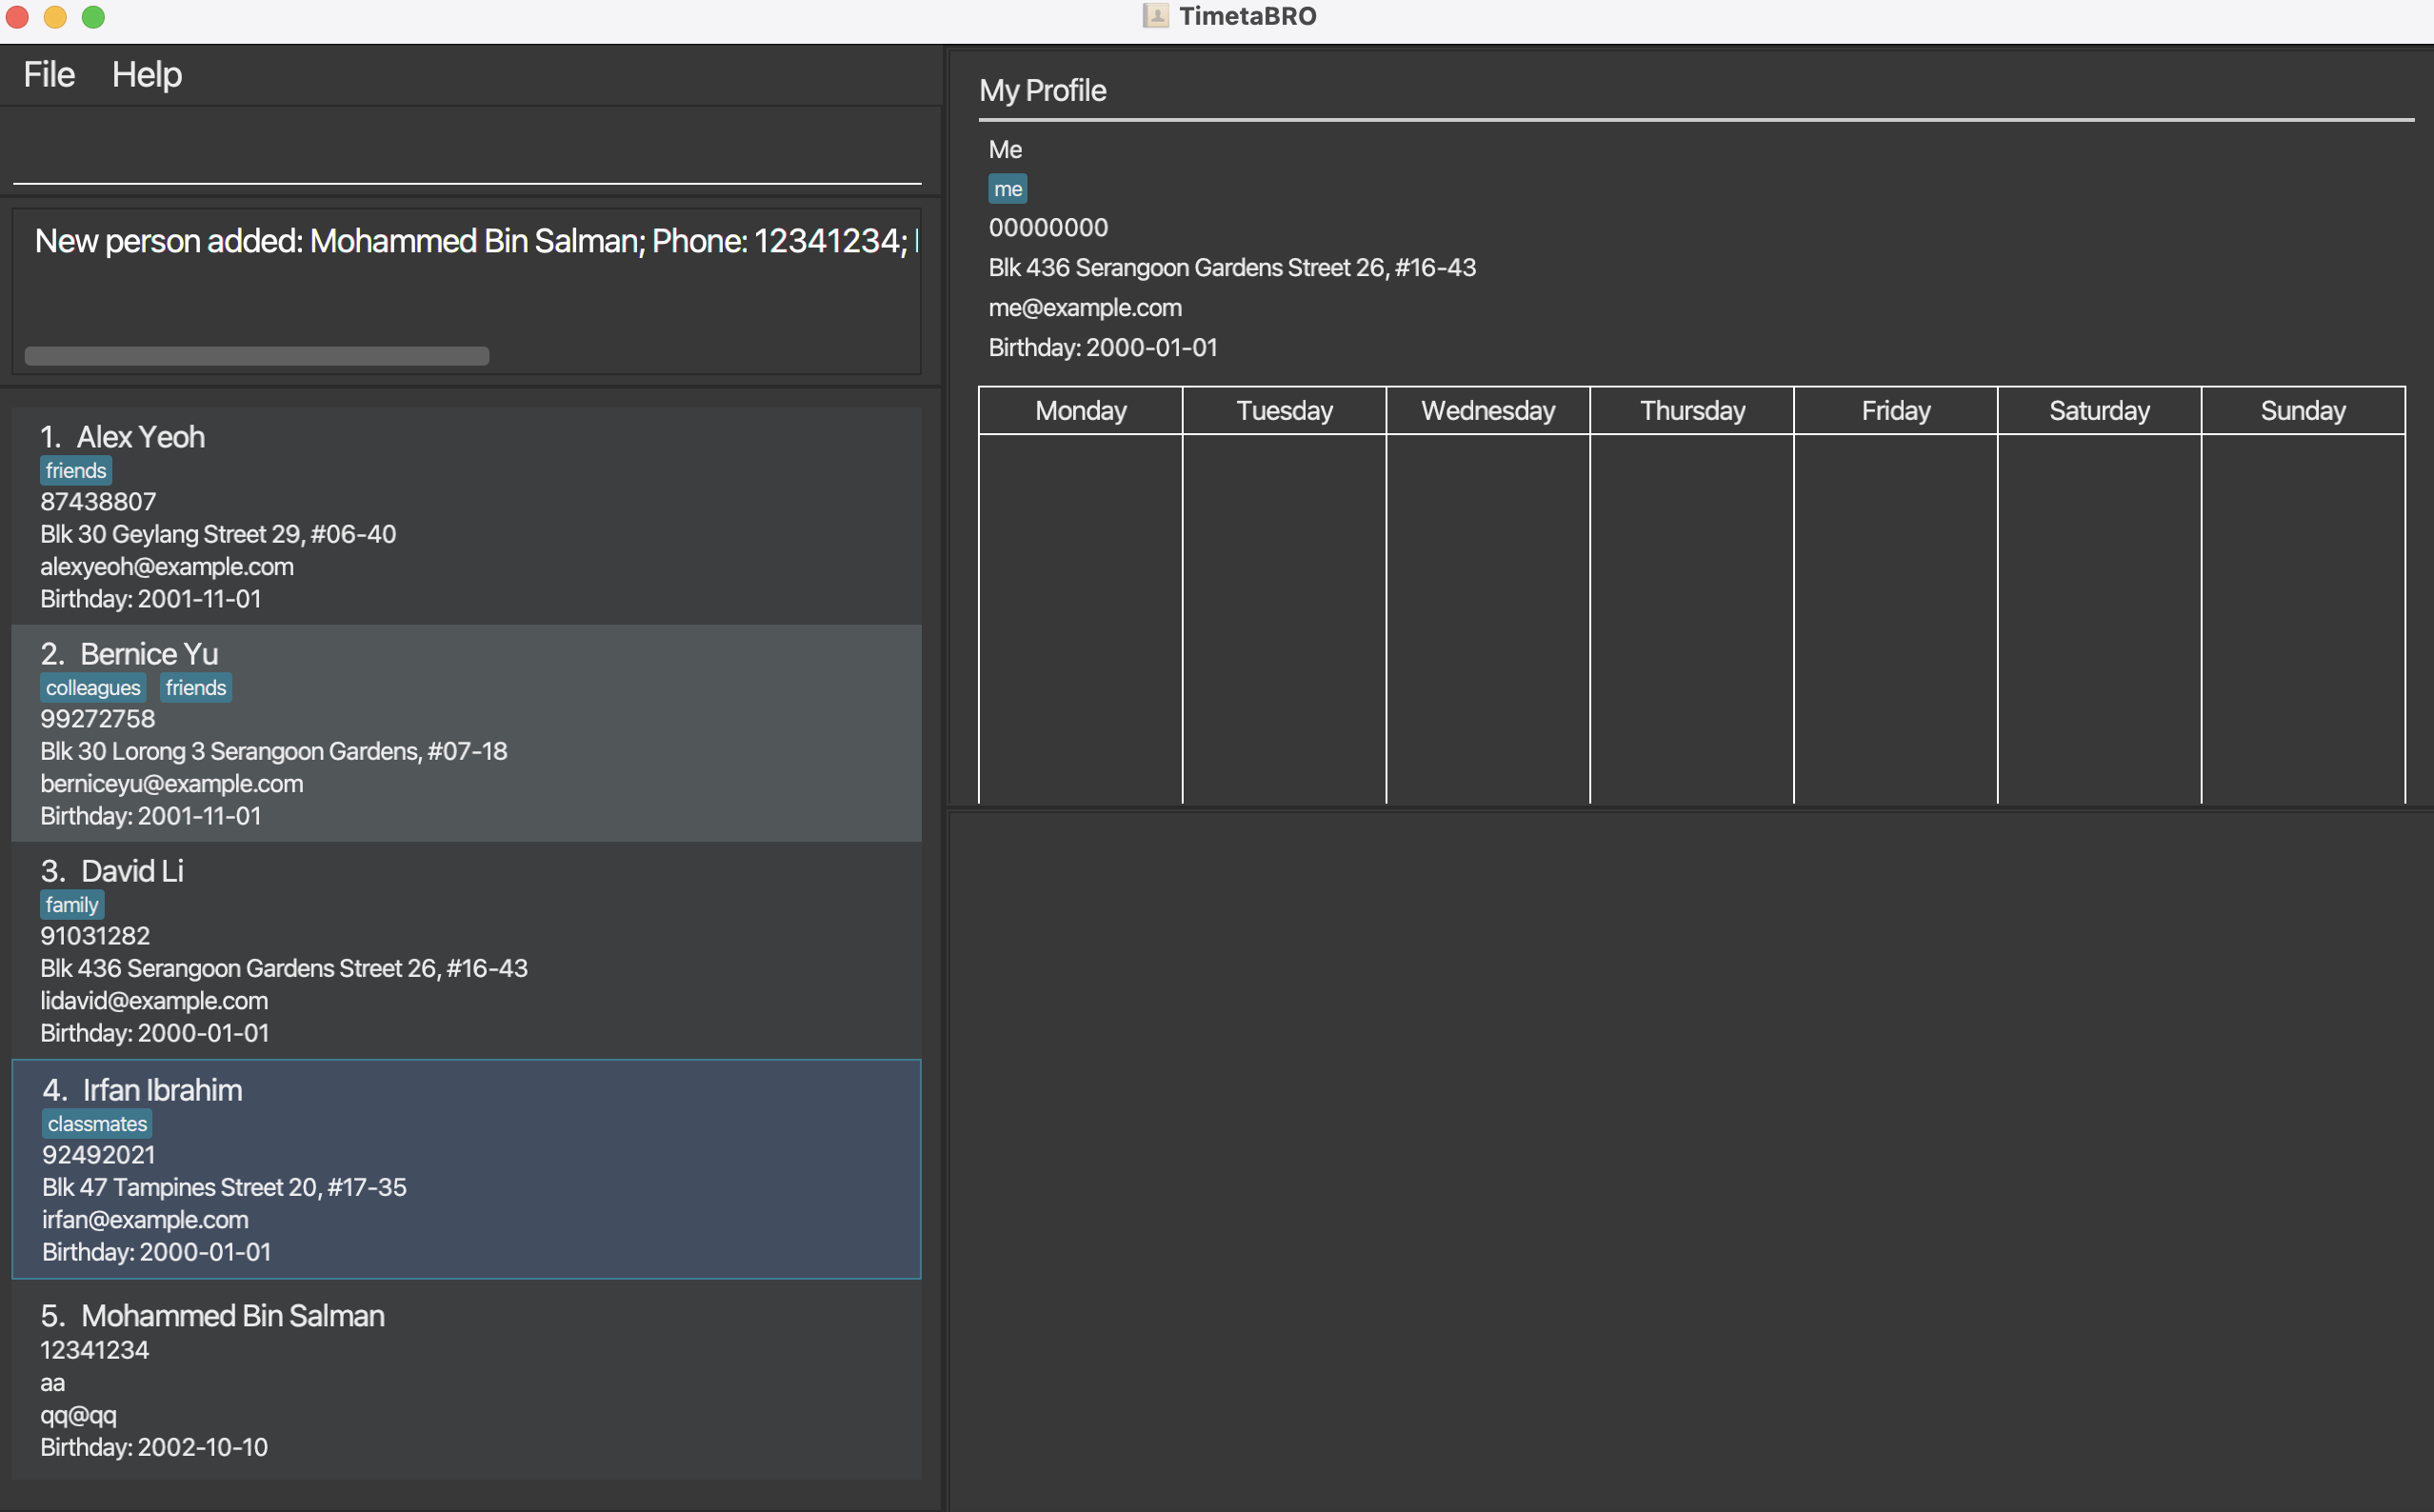 TimetaBRO
File Help
New person added: Mohammed Bin Salman; Phone: 12341234;
1. Alex Yeoh
friends
87438807
Blk 30 Geylang Street 29, #06-40
alexyeoh@example.com
Birthday: 2001-11-01
2. Bernice Yu
colleagues friends
99272758
Blk 30 Lorong 3 Serangoon Gardens, #07-18
berniceyu@example.com
Birthday: 2001-11-01
3. David Li
family
91031282
Blk 436 Serangoon Gardens Street 26, #16-43
lidavid@example.com
Birthday: 2000-01-01
4. Irfan Ibrahim
classmates
92492021
Blk 47 Tampines Street 20, #17-35
irfan@example.com
Birthday: 2000-01-01
5. Mohammed Bin Salman
12341234
aa
qq@qq
Birthday: 2002-10-10
My Profile
Me
me
00000000
Blk 436 Serangoon Gardens Street 26, #16-43
me@example.com
Birthday: 2000-01-01
Monday Tuesday Wednesday Thursday Friday Saturday Sunday